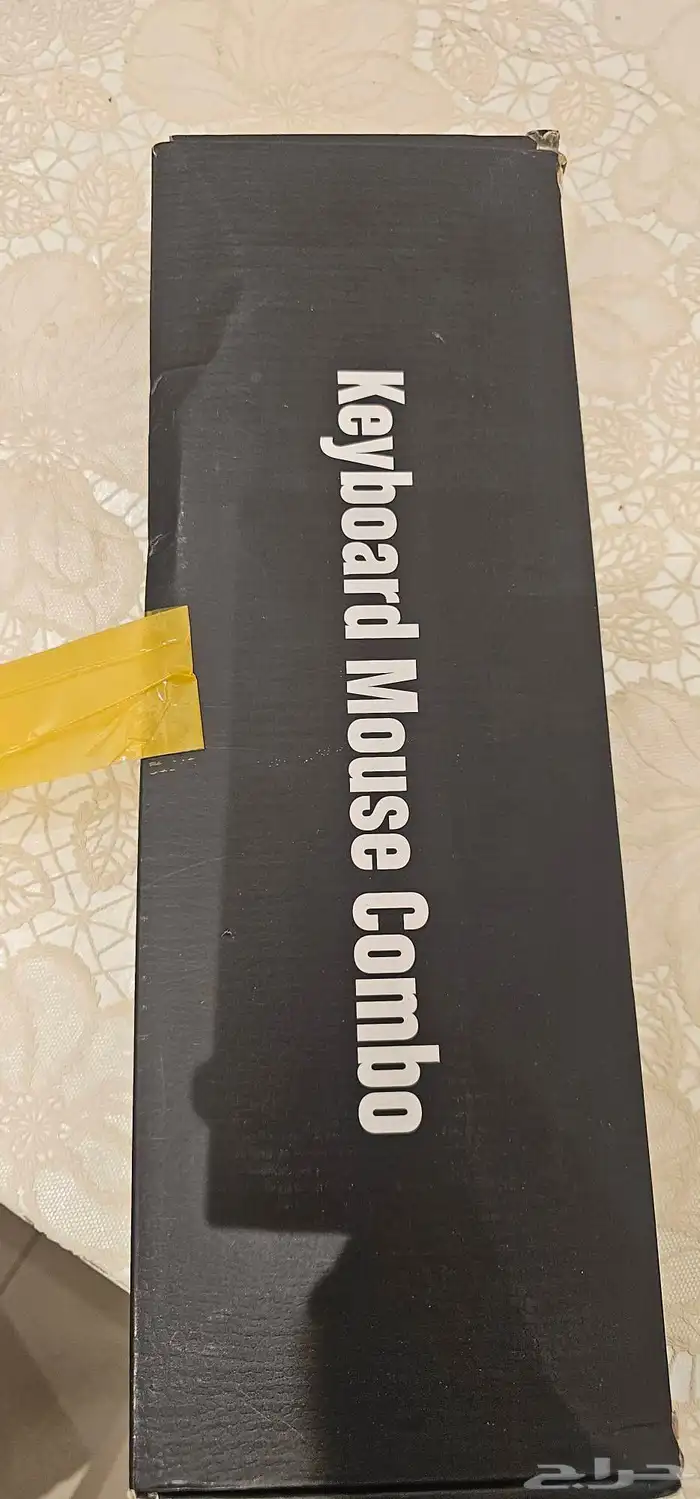 Keyboard Mouse Combo
حراج